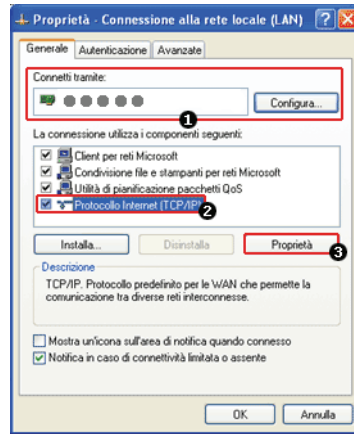 Proprietà - Connessione alla rete locale (LAN)
Generale Autenticazione Avanzate
Connetti tramite:
Configura...
1
La connessione utilizza i componenti seguenti:
Client per reti Microsoft
Condivisione file e stampanti per reti Microsoft
Utilità di pianificazione pacchetti QoS
Protocollo Internet (TCP/IP)
2
Installa... Disinstalla Proprietà
3
Descrizione
TCP/IP. Protocollo predefinito per le WAN che permette la
comunicazione tra diverse reti interconnesse.
Mostra un'icona sull'area di notifica quando connesso
Notifica in caso di connettività limitata o assente
OK Annulla